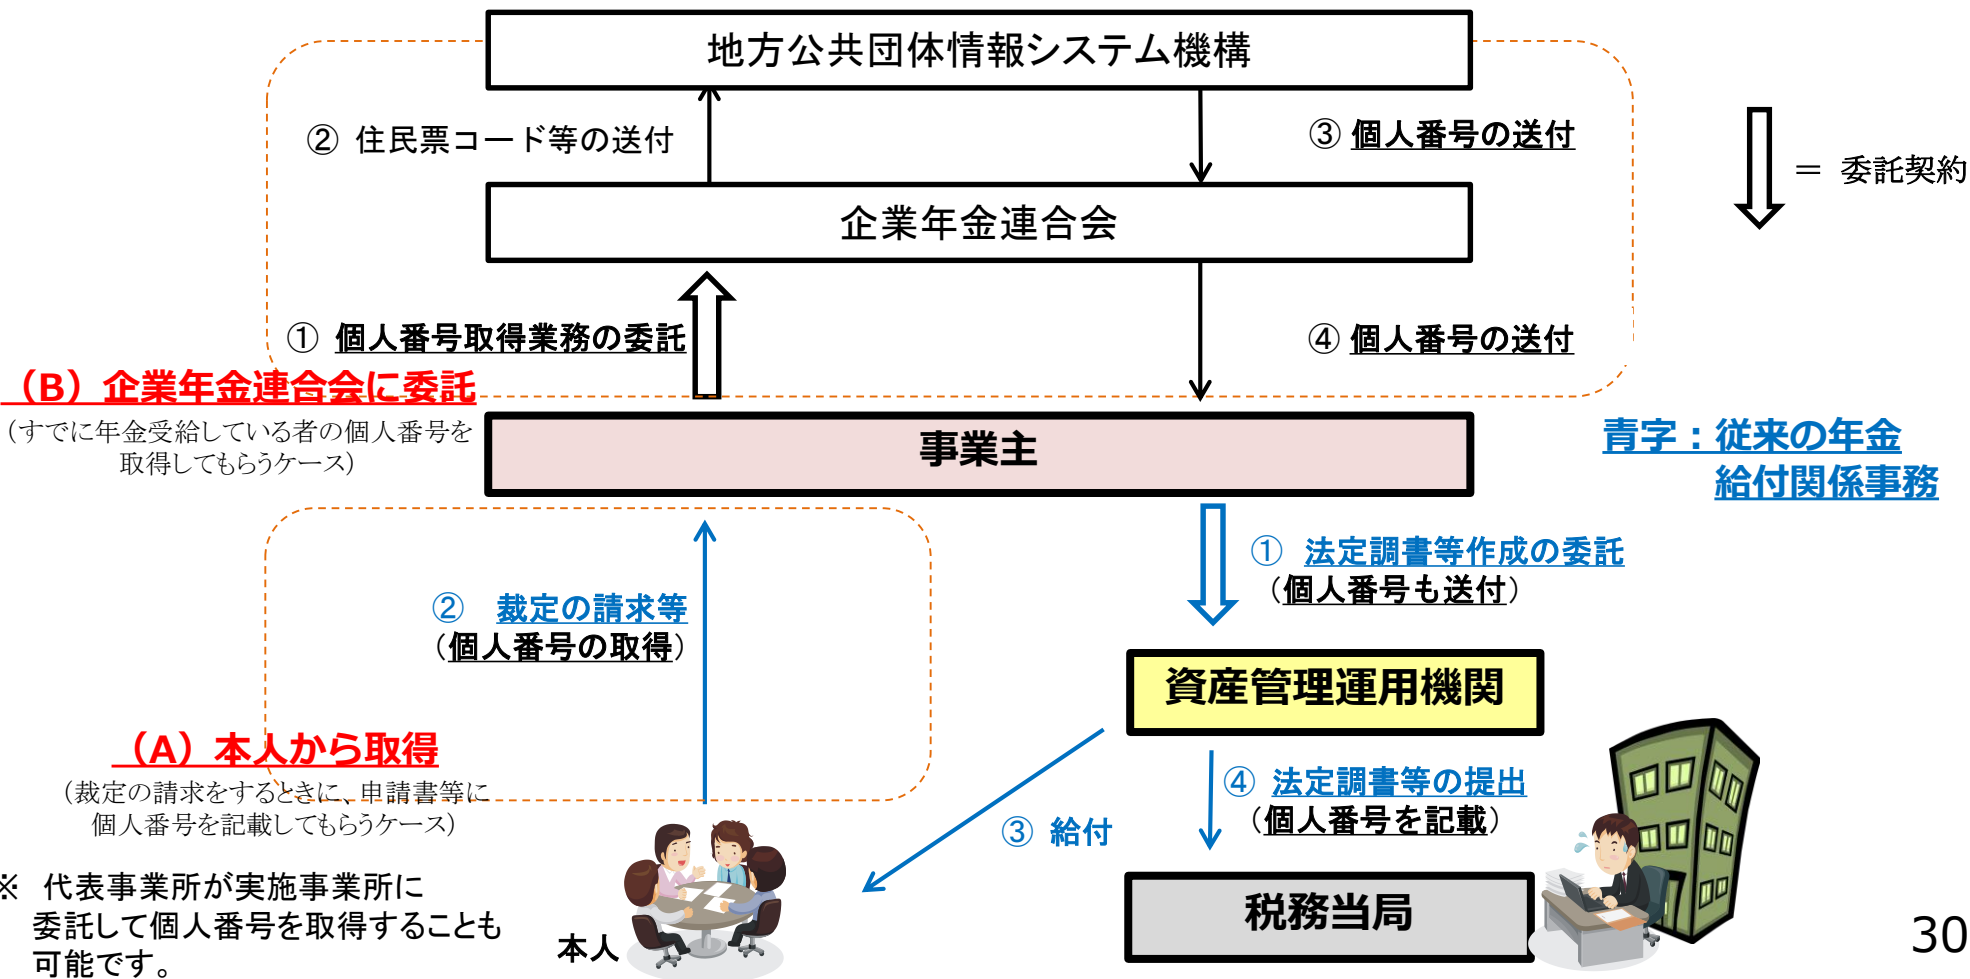 地方公共団体情報システム機構
② 住民票コード等の送付
③ 個人番号の送付
＝ 委託契約
企業年金連合会
① 個人番号取得業務の委託
④ 個人番号の送付
（B）企業年金連合会に委託
（すでに年金受給している者の個人番号を
取得してもらうケース）
事業主
青字：従来の年金
給付関係事務
① 法定調書等作成の委託
（個人番号も送付）
② 裁定の請求等
（個人番号の取得）
資産管理運用機関
（A）本人から取得
（裁定の請求をするときに、申請書等に
個人番号を記載してもらうケース）
③ 給付
④ 法定調書等の提出
（個人番号を記載）
※ 代表事業所が実施事業所に
委託して個人番号を取得することも
可能です。
本人
税務当局
30